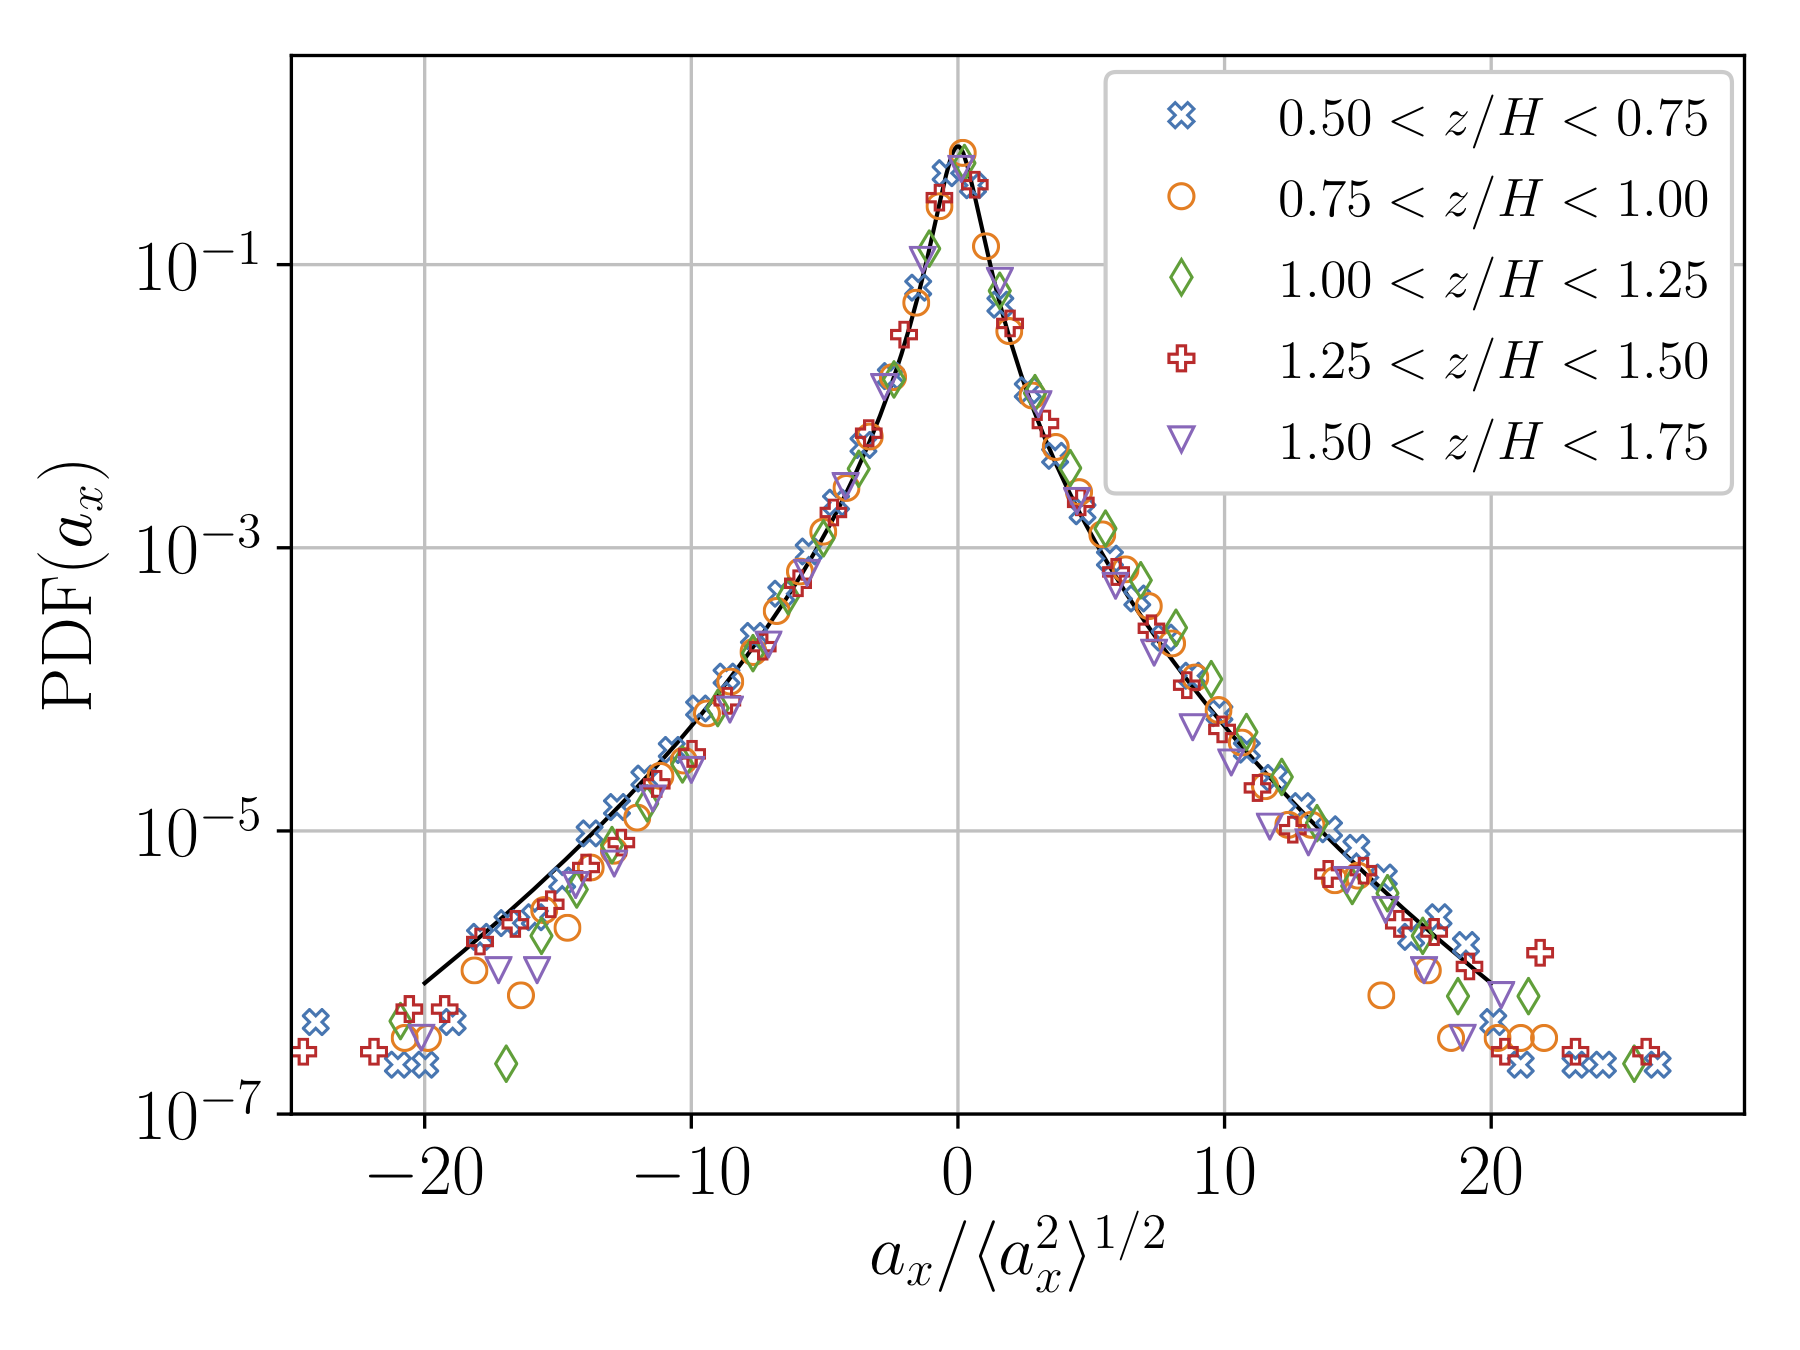 0.50 < z/H < 0.75
0.75 < z/H < 1.00
1.00 < z/H < 1.25
1.25 < z/H < 1.50
1.50 < z/H < 1.75
PDF(a_x)
10^{-1}
10^{-3}
10^{-5}
10^{-7}
−20 −10 0 10 20
a_x/⟨a_x^2⟩^{1/2}